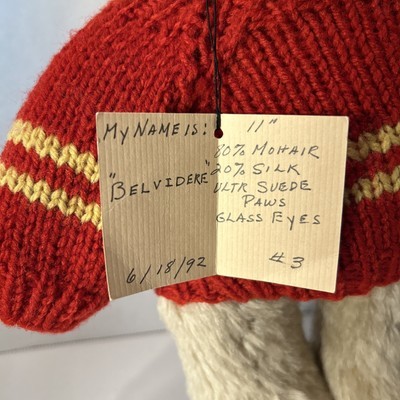 MY NAME IS:
"BELVIDERE"
6/18/92
11"
80% MOHAIR
20% SILK
ULTR SUEDE
PAWS
GLASS EYES
#3